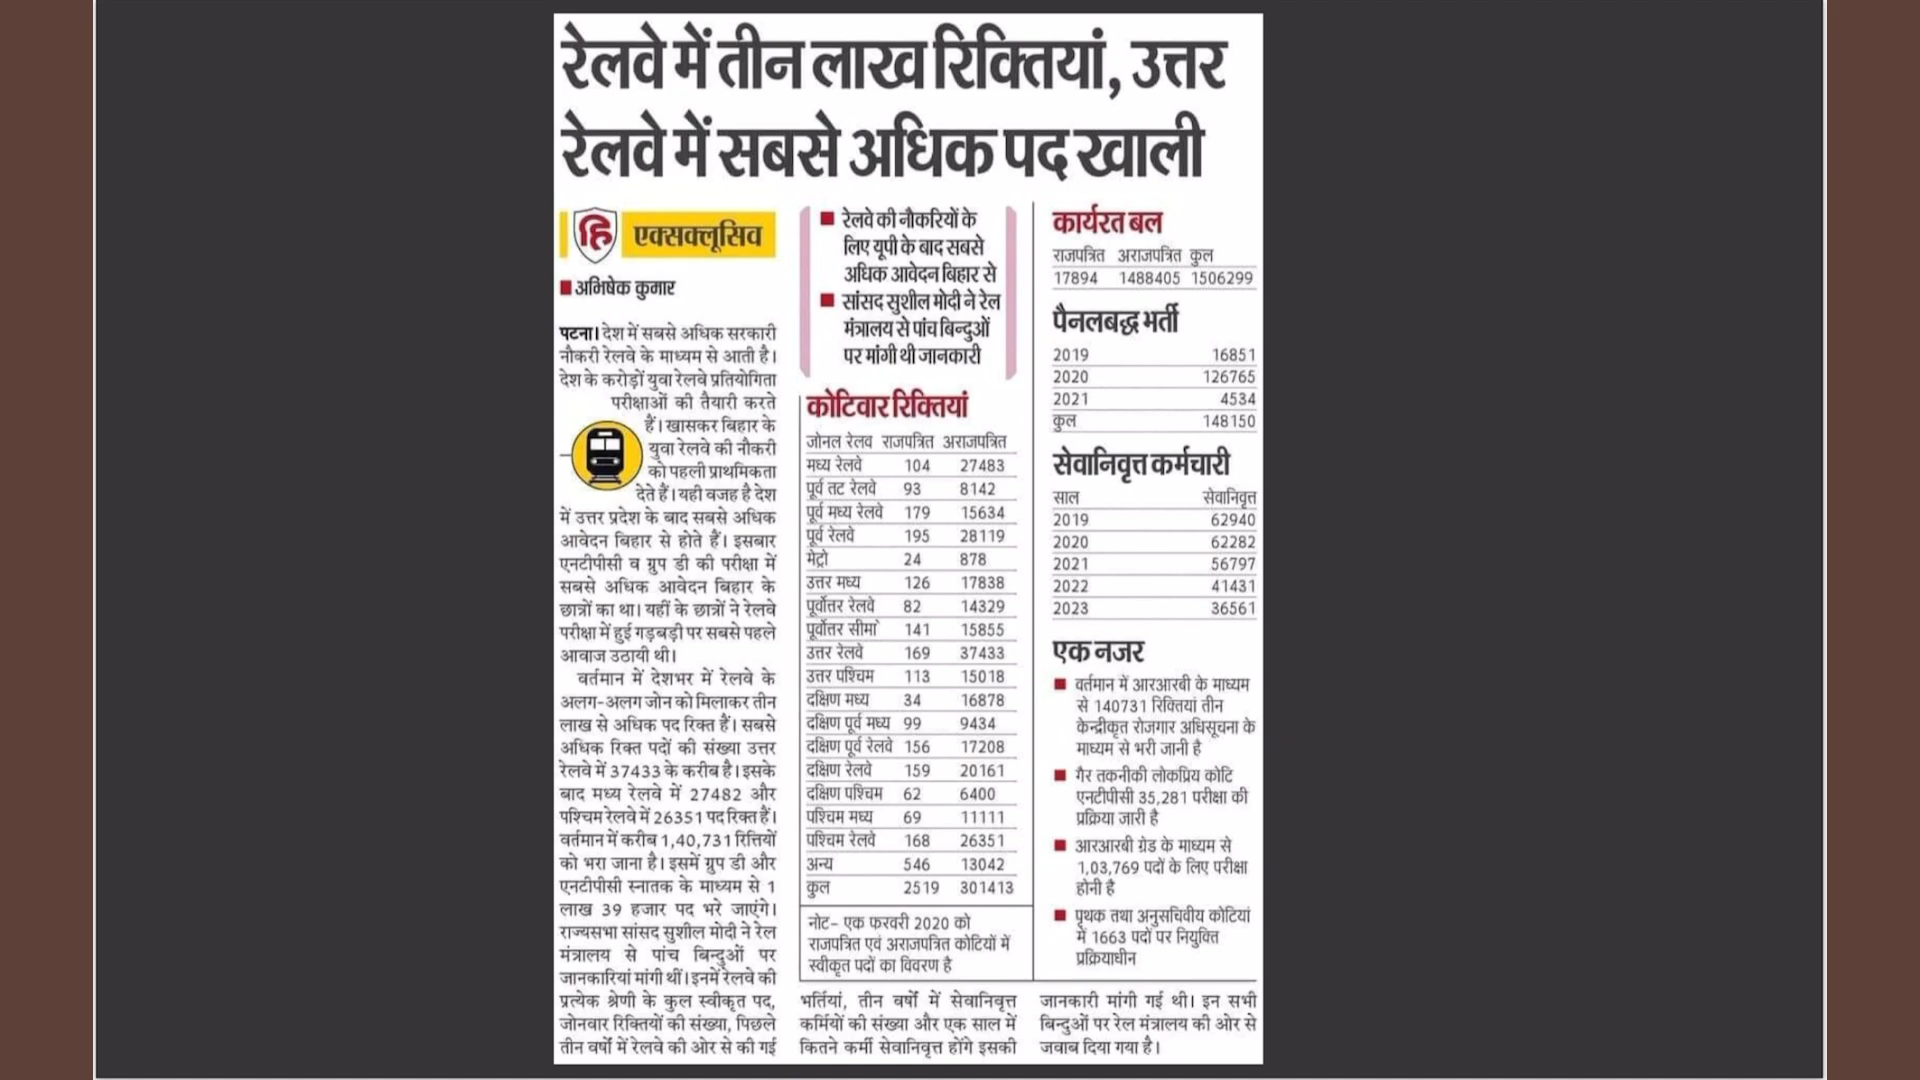 रेलवे में तीन लाख रिक्तियां, उत्तर
रेलवे में सबसे अधिक पद खाली
हि एक्सक्लूसिव
अभिषेक कुमार
पटना। देश में सबसे अधिक सरकारी
नौकरी रेलवे के माध्यम से आती है।
देश के करोड़ों युवा रेलवे प्रतियोगिता
परीक्षाओं की तैयारी करते
हैं। खासकर बिहार के
युवा रेलवे की नौकरी
को पहली प्राथमिकता
देते हैं। यही वजह है देश
में उत्तर प्रदेश के बाद सबसे अधिक
आवेदन बिहार से होते हैं। इसबार
एनटीपीसी व ग्रुप डी की परीक्षा में
सबसे अधिक आवेदन बिहार के
छात्रों का था। यहीं के छात्रों ने रेलवे
परीक्षा में हुई गड़बड़ी पर सबसे पहले
आवाज उठायी थी।
वर्तमान में देशभर में रेलवे के
अलग-अलग जोन को मिलाकर तीन
लाख से अधिक पद रिक्त हैं। सबसे
अधिक रिक्त पदों की संख्या उत्तर
रेलवे में 37433 के करीब है। इसके
बाद मध्य रेलवे में 27482 और
पश्चिम रेलवे में 26351 पद रिक्त हैं।
वर्तमान में करीब 1,40,731 रित्तियों
को भरा जाना है। इसमें ग्रुप डी और
एनटीपीसी स्नातक के माध्यम से 1
लाख 39 हजार पद भरे जाएंगे।
राज्यसभा सांसद सुशील मोदी ने रेल
मंत्रालय से पांच बिन्दुओं पर
जानकारियां मांगी थीं। इनमें रेलवे की
प्रत्येक श्रेणी के कुल स्वीकृत पद,
जोनवार रिक्तियों की संख्या, पिछले
तीन वर्षों में रेलवे की ओर से की गई
रेलवे की नौकरियों के
लिए यूपी के बाद सबसे
अधिक आवेदन बिहार से
सांसद सुशील मोदी ने रेल
मंत्रालय से पांच बिन्दुओं
पर मांगी थी जानकारी
कोटिवार रिक्तियां
जोनल रेलव राजपत्रित अराजपत्रित
मध्य रेलवे 104 27483
पूर्व तट रेलवे 93 8142
पूर्व मध्य रेलवे 179 15634
पूर्व रेलवे 195 28119
मेट्रो 24 878
उत्तर मध्य 126 17838
पूर्वोत्तर रेलवे 82 14329
पूर्वोत्तर सीमां 141 15855
उत्तर रेलवे 169 37433
उत्तर पश्चिम 113 15018
दक्षिण मध्य 34 16878
दक्षिण पूर्व मध्य 99 9434
दक्षिण पूर्व रेलवे 156 17208
दक्षिण रेलवे 159 20161
दक्षिण पश्चिम 62 6400
पश्चिम मध्य 69 11111
पश्चिम रेलवे 168 26351
अन्य 546 13042
कुल 2519 301413
नोट- एक फरवरी 2020 को
राजपत्रित एवं अराजपत्रित कोटियों में
स्वीकृत पदों का विवरण है
भर्तियां, तीन वर्षों में सेवानिवृत्त
कर्मियों की संख्या और एक साल में
कितने कर्मी सेवानिवृत्त होंगे इसकी
कार्यरत बल
राजपत्रित अराजपत्रित कुल
17894 1488405 1506299
पैनलबद्ध भर्ती
2019 16851
2020 126765
2021 4534
कुल 148150
सेवानिवृत्त कर्मचारी
साल सेवानिवृत्त
2019 62940
2020 62282
2021 56797
2022 41431
2023 36561
एक नजर
वर्तमान में आरआरबी के माध्यम
से 140731 रिक्तियां तीन
केन्द्रीकृत रोजगार अधिसूचना के
माध्यम से भरी जानी है
गैर तकनीकी लोकप्रिय कोटि
एनटीपीसी 35,281 परीक्षा की
प्रक्रिया जारी है
आरआरबी ग्रेड के माध्यम से
1,03,769 पदों के लिए परीक्षा
होनी है
पृथक तथा अनुसचिवीय कोटियां
में 1663 पदों पर नियुक्ति
प्रक्रियाधीन
जानकारी मांगी गई थी। इन सभी
बिन्दुओं पर रेल मंत्रालय की ओर से
जवाब दिया गया है।